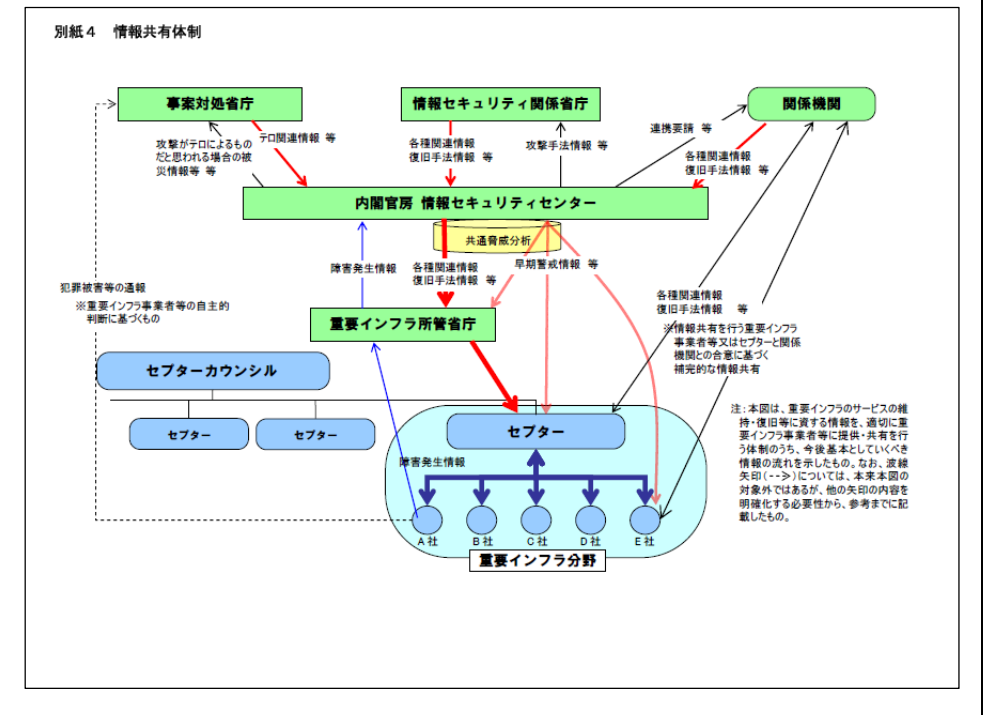 別紙4 情報共有体制
事案対処省庁
情報セキュリティ関係省庁
関係機関
攻撃がテロによるもの
だと思われる場合の被
災情報等 等
テロ関連情報 等
各種関連情報
復旧手法情報 等
攻撃手法情報 等
連携要請 等
各種関連情報
復旧手法情報 等
内閣官房 情報セキュリティセンター
共通脅威分析
障害発生情報
各種関連情報
復旧手法情報 等
早期警戒情報 等
犯罪被害等の通報
※重要インフラ事業者等の自主的
判断に基づくもの
各種関連情報
復旧手法情報 等
※情報共有を行う重要インフラ
事業者等又はセプターと関係
機関との合意に基づく
補完的な情報共有
重要インフラ所管省庁
セプターカウンシル
セプター
セプター
セプター
注:本図は、重要インフラのサービスの維
持・復旧等に資する情報を、適切に重
要インフラ事業者等に提供・共有を行
う体制のうち、今後基本としていくべき
情報の流れを示したもの。なお、波線
矢印(-->)については、本来本図の
対象外ではあるが、他の矢印の内容を
明確化する必要性から、参考までに記
載したもの。
障害発生情報
A社
B社
C社
D社
E社
重要インフラ分野